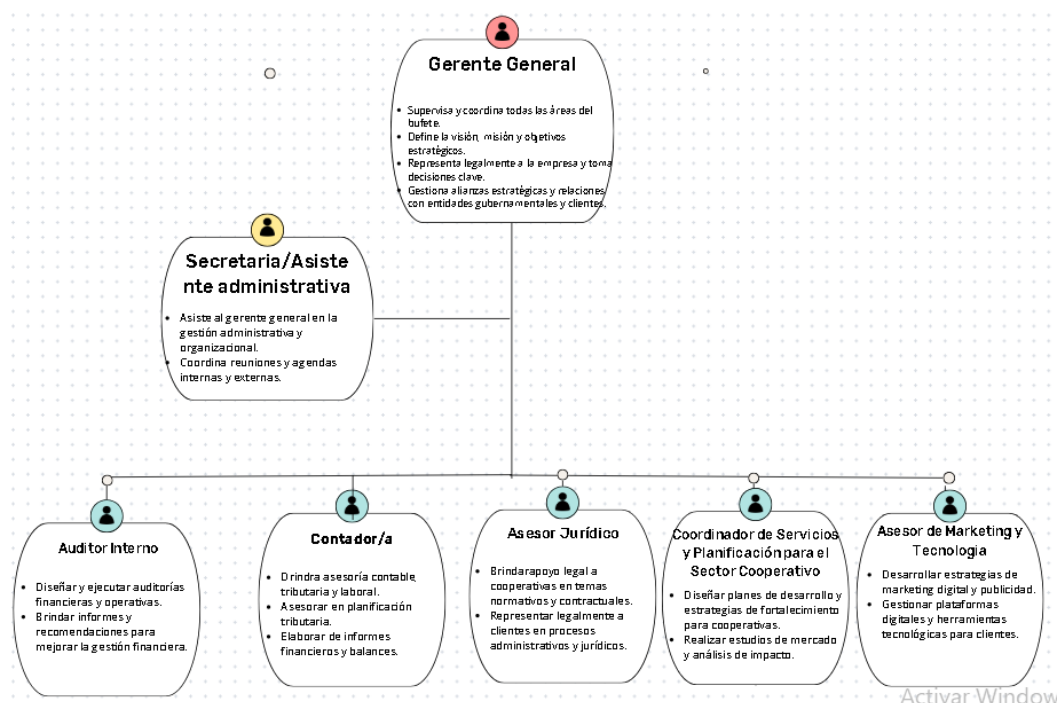 Gerente General
Supervisa y coordina todas las áreas del
bufete.
Define la visión, misión y objetivos
estratégicos.
Representa legalmente a la empresa y toma
decisiones clave.
Gestiona alianzas estratégicas y relaciones
con entidades gubernamentales y clientes.
Secretaria/Asiste
nte administrativa
Asiste al gerente general en la
gestión administrativa y
organizacional.
Coordina reuniones y agendas
internas y externas.
Auditor Interno
Diseñar y ejecutar auditorías
financieras y operativas.
Brindar informes y
recomendaciones para
mejorar la gestión financiera.
Contador/a
Drindra asesoría contable,
tributaria y laboral.
Asesorar en planificación
tributaria.
Elaborar de informes
financieros y balances.
Asesor Jurídico
Brindarapoyo legal a
cooperativas en temas
normativos y contractuales.
Representar legalmente a
clientes en procesos
administrativos y jurídicos.
Coordinador de Servicios
y Planificación para el
Sector Cooperativo
Diseñar planes de desarrollo y
estrategias de fortalecimiento
para cooperativas.
Realizar estudios de mercado
y análisis de impacto.
Asesor de Marketing y
Tecnologia
Desarrollar estrategias de
marketing digital y publicidad.
Gestionar plataformas
digitales y herramientas
tecnológicas para clientes.
Activar Window